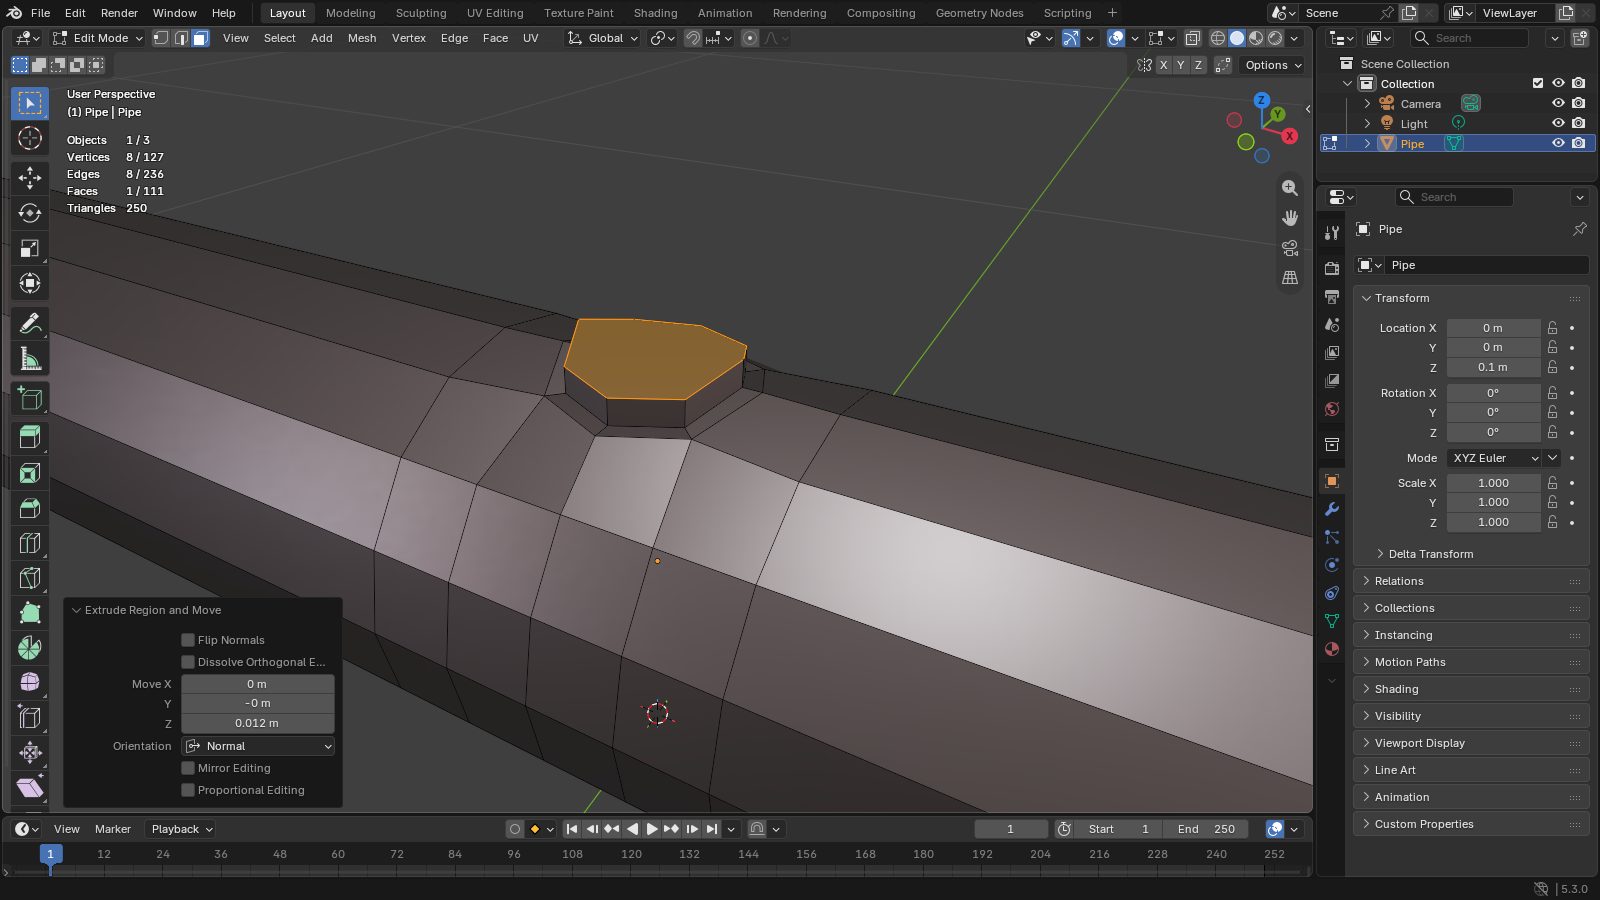 File Edit Render Window Help Layout Modeling Sculpting UV Editing Texture Paint Shading Animation Rendering Compositing Geometry Nodes Scripting + Scene ViewLayer
Edit Mode View Select Add Mesh Vertex Edge Face UV Global Search
X Y Z Options
Scene Collection
Collection
Camera
Light
Pipe
User Perspective
(1) Pipe | Pipe
Objects 1 / 3
Vertices 8 / 127
Edges 8 / 236
Faces 1 / 111
Triangles 250
Z
Y
X
Search
Pipe
Pipe
Transform
Location X 0 m
Y 0 m
Z 0.1 m
Rotation X 0°
Y 0°
Z 0°
Mode XYZ Euler
Scale X 1.000
Y 1.000
Z 1.000
Delta Transform
Relations
Collections
Instancing
Motion Paths
Shading
Visibility
Viewport Display
Line Art
Animation
Custom Properties
Extrude Region and Move
Flip Normals
Dissolve Orthogonal E...
Move X 0 m
Y -0 m
Z 0.012 m
Orientation Normal
Mirror Editing
Proportional Editing
View Marker Playback 1 Start 1 End 250
1 12 24 36 48 60 72 84 96 108 120 132 144 156 168 180 192 204 216 228 240 252
5.3.0